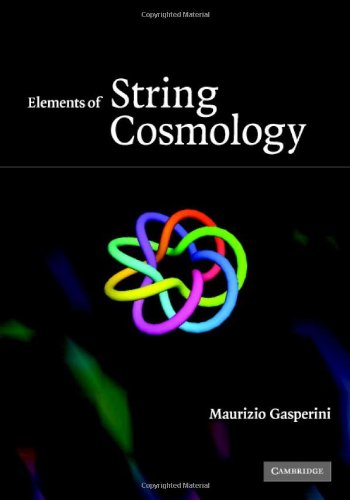 Copyrighted Material
Elements of String
Cosmology
Maurizio Gasperini
CAMBRIDGE
Copyrighted Material